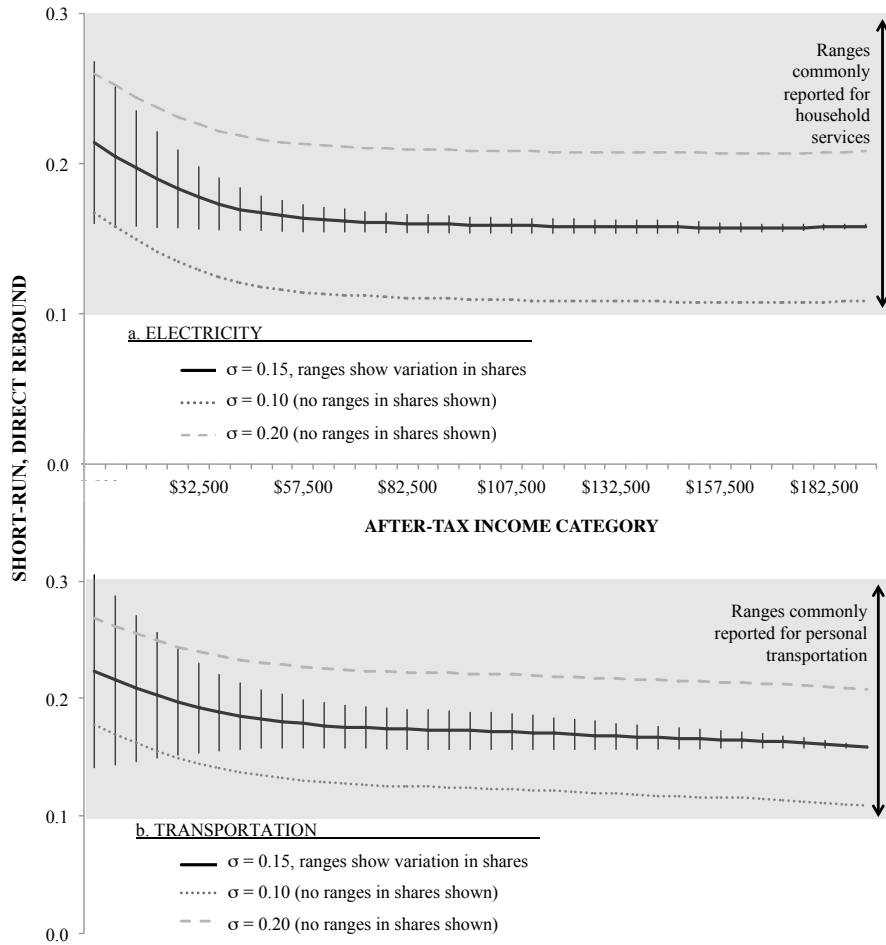 0.3
Ranges
commonly
reported for
household
services
0.2
0.1
a. ELECTRICITY
σ = 0.15, ranges show variation in shares
σ = 0.10 (no ranges in shares shown)
σ = 0.20 (no ranges in shares shown)
0.0
$32,500 $57,500 $82,500 $107,500 $132,500 $157,500 $182,500
AFTER-TAX INCOME CATEGORY
SHORT-RUN, DIRECT REBOUND
0.3
Ranges commonly
reported for personal
transportation
0.2
0.1
b. TRANSPORTATION
σ = 0.15, ranges show variation in shares
σ = 0.10 (no ranges in shares shown)
σ = 0.20 (no ranges in shares shown)
0.0